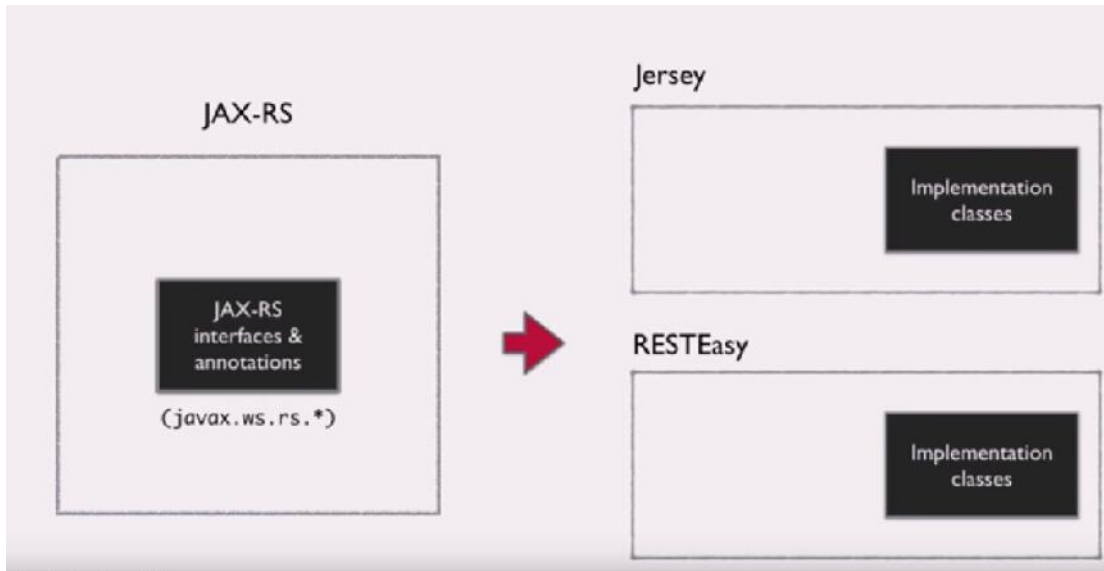 JAX-RS
JAX-RS
interfaces &
annotations
(javax.ws.rs.*)
Jersey
Implementation
classes
RESTEasy
Implementation
classes